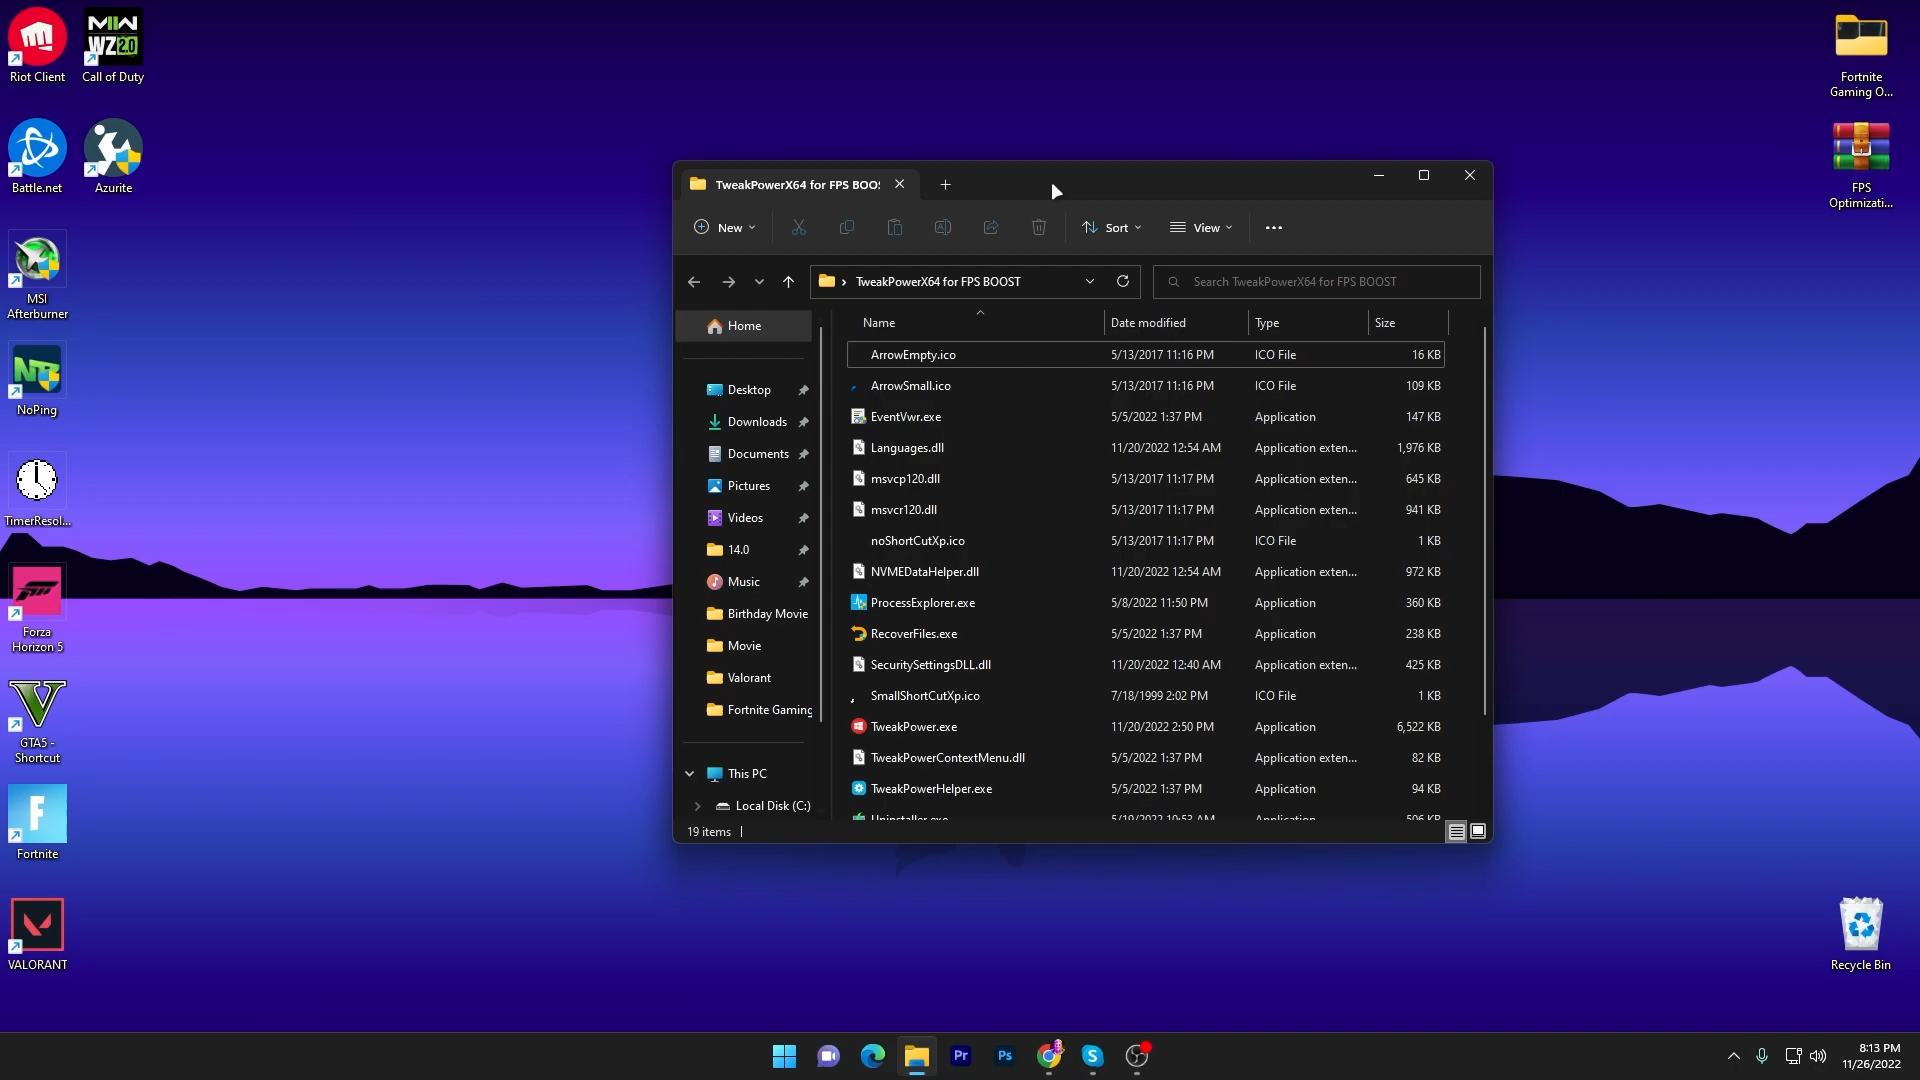 Riot Client
MW
WZ 2.0
Call of Duty
Battle.net
Azurite
MSI
Afterburner
NoPing
TimerResol...
Forza
Horizon 5
GTA5 -
Shortcut
Fortnite
VALORANT
Fortnite
Gaming O...
FPS
Optimizati...
Recycle Bin
TweakPowerX64 for FPS BOOS
New
Sort
View
TweakPowerX64 for FPS BOOST
Search TweakPowerX64 for FPS BOOST
Home
Desktop
Downloads
Documents
Pictures
Videos
14.0
Music
Birthday Movie
Movie
Valorant
Fortnite Gaming
This PC
Local Disk (C:)
Name Date modified Type Size
ArrowEmpty.ico 5/13/2017 11:16 PM ICO File 16 KB
ArrowSmall.ico 5/13/2017 11:16 PM ICO File 109 KB
EventVwr.exe 5/5/2022 1:37 PM Application 147 KB
Languages.dll 11/20/2022 12:54 AM Application exten... 1,976 KB
msvcp120.dll 5/13/2017 11:17 PM Application exten... 645 KB
msvcr120.dll 5/13/2017 11:17 PM Application exten... 941 KB
noShortCutXp.ico 5/13/2017 11:17 PM ICO File 1 KB
NVMEDataHelper.dll 11/20/2022 12:54 AM Application exten... 972 KB
ProcessExplorer.exe 5/8/2022 11:50 PM Application 360 KB
RecoverFiles.exe 5/5/2022 1:37 PM Application 238 KB
SecuritySettingsDLL.dll 11/20/2022 12:40 AM Application exten... 425 KB
SmallShortCutXp.ico 7/18/1999 2:02 PM ICO File 1 KB
TweakPower.exe 11/20/2022 2:50 PM Application 6,522 KB
TweakPowerContextMenu.dll 5/5/2022 1:37 PM Application exten... 82 KB
TweakPowerHelper.exe 5/5/2022 1:37 PM Application 94 KB
Uninstaller.exe 5/19/2022 10:53 AM Application 506 KB
19 items
Pr
Ps
8:13 PM
11/26/2022